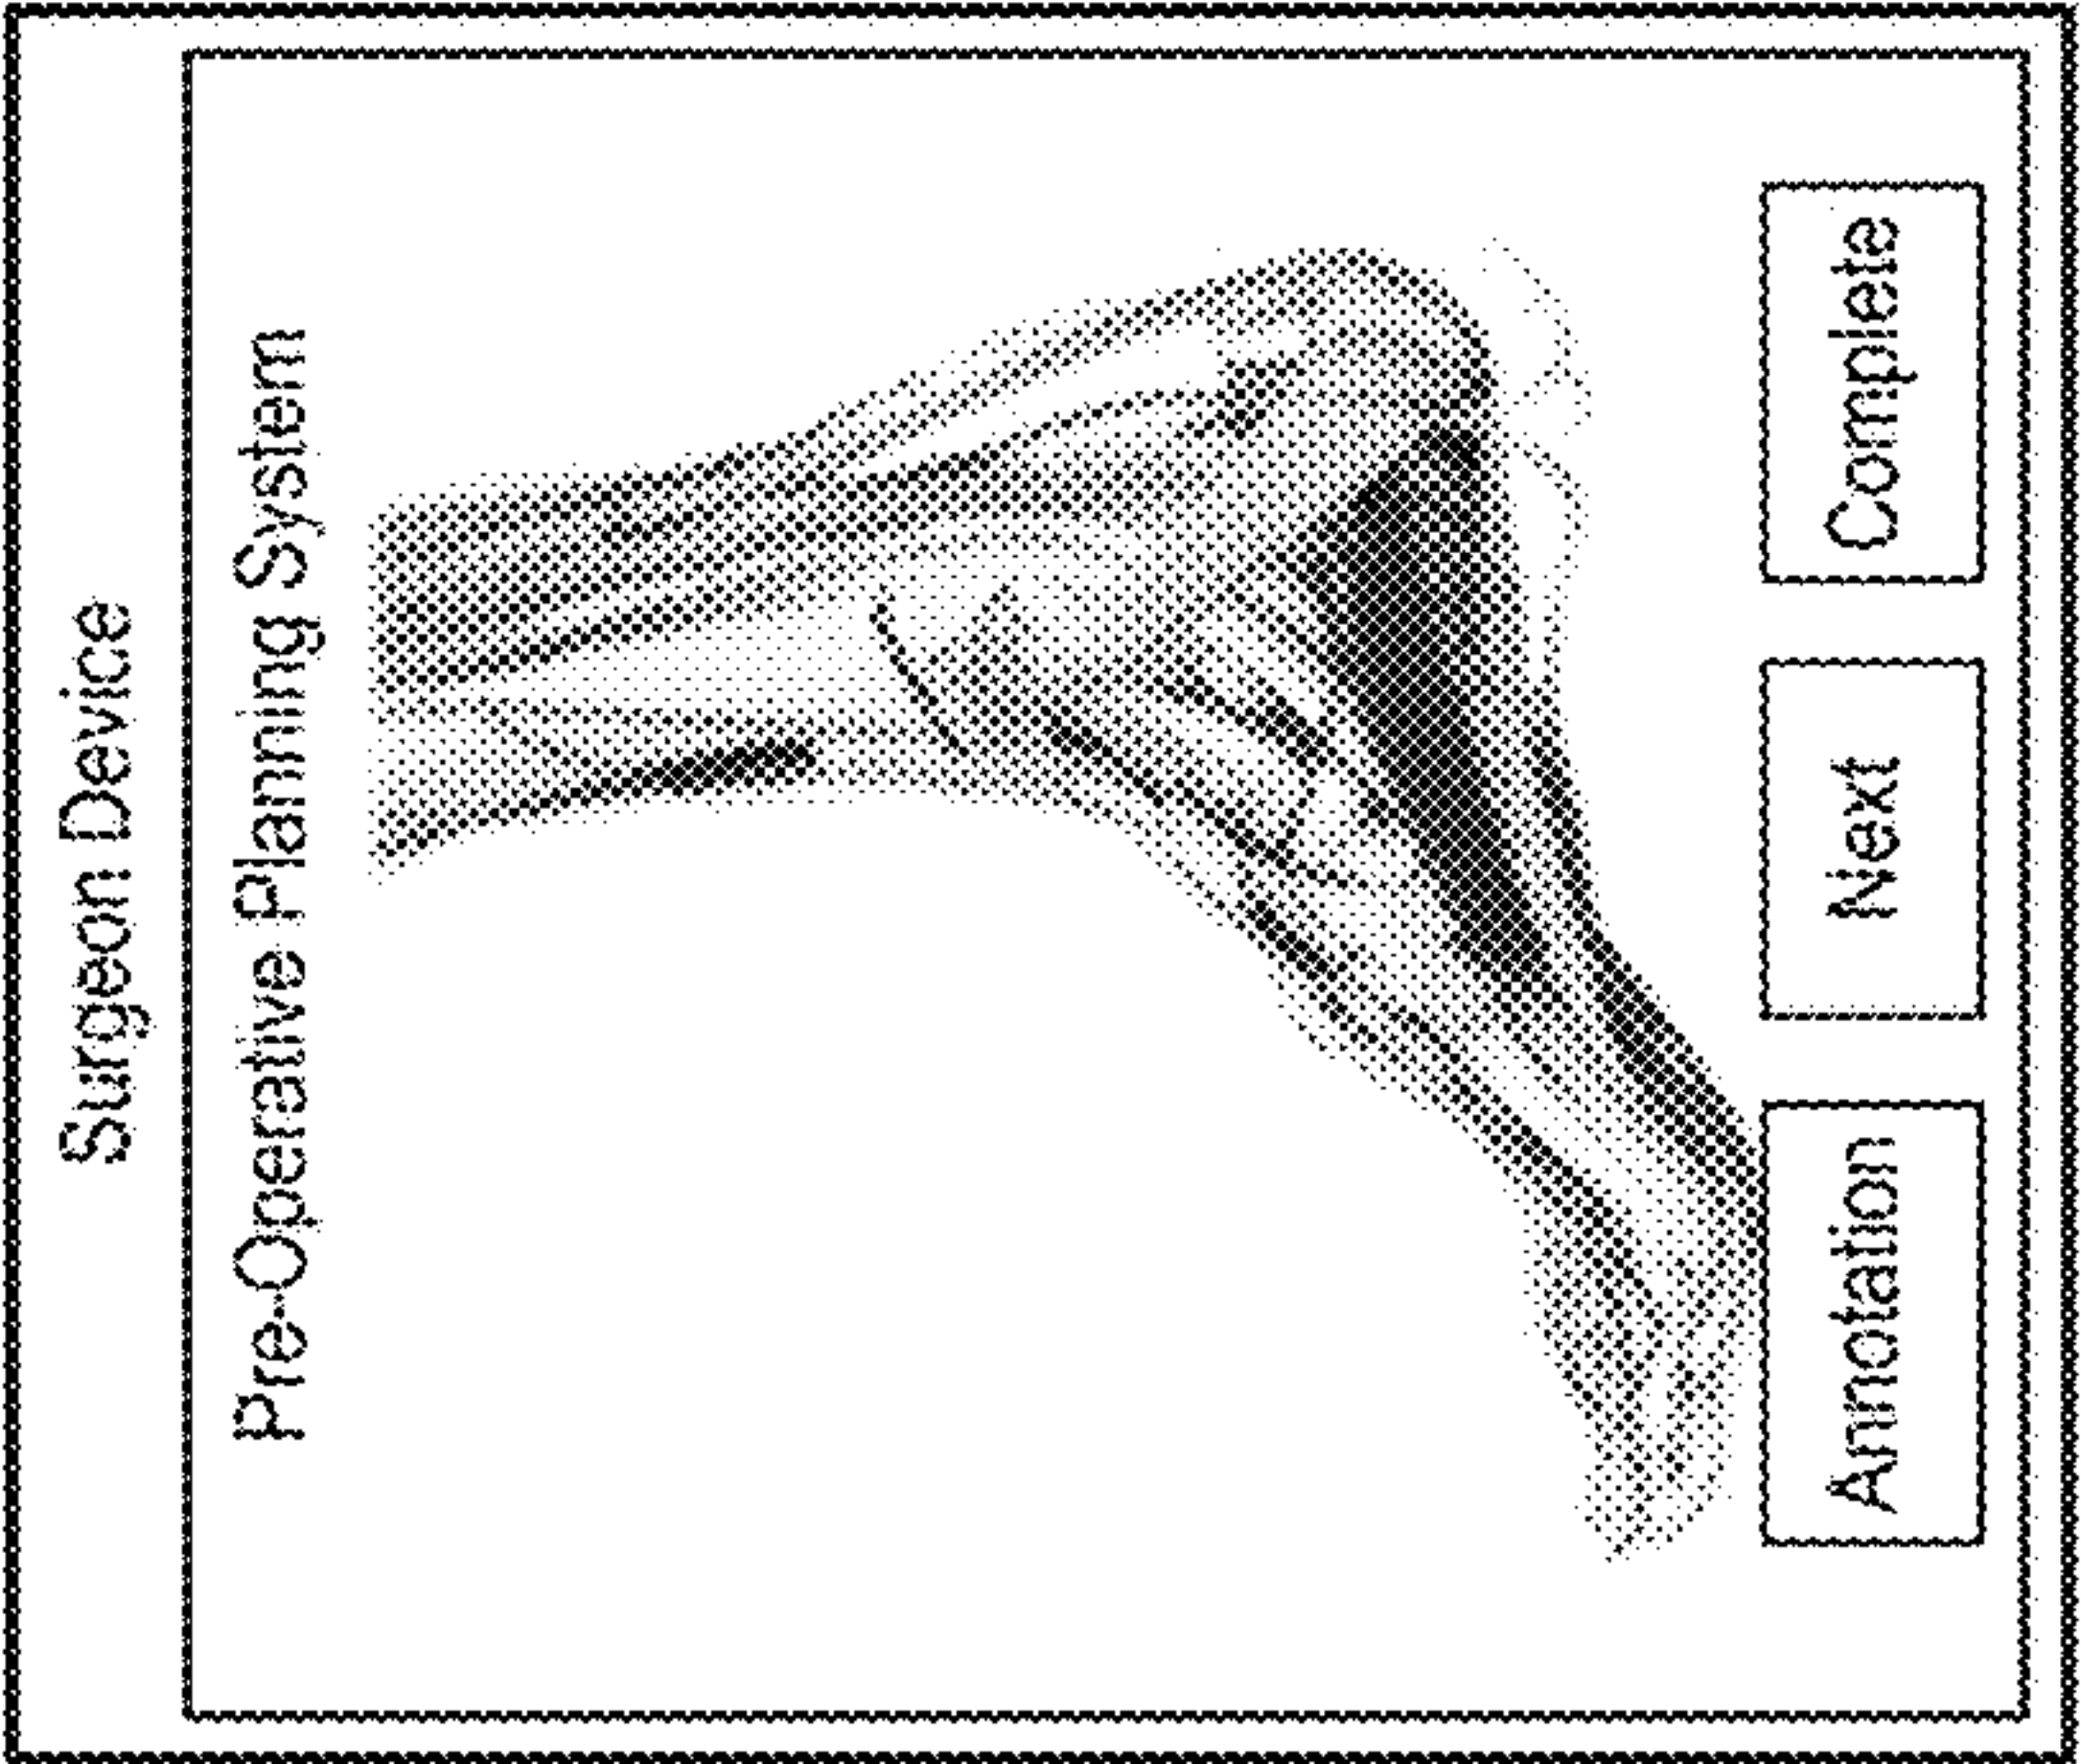 Surgeon Device
Pre-Operative Planning System
Annotation
Next
Complete